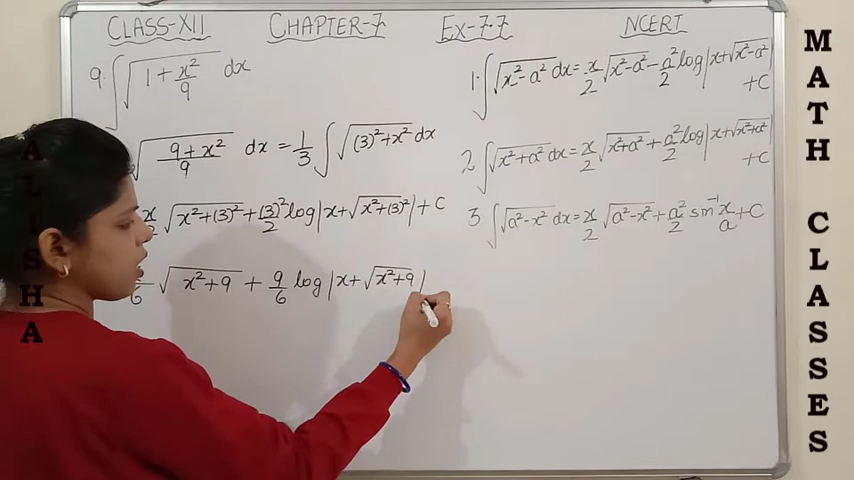 CLASS-XII CHAPTER-7 Ex-7.7 NCERT
9. ∫√(1 + x²/9) dx
√((9 + x²)/9) dx = 1/3 ∫√((3)² + x²) dx
x/2 √(x² + (3)²) + (3)²/2 log|x + √(x² + (3)²)| + C
/6 √(x² + 9) + 9/6 log|x + √(x² + 9)|
1. ∫√(x² - a²) dx = x/2 √(x² - a²) - a²/2 log|x + √(x² - a²)| + C
2 ∫√(x² + a²) dx = x/2 √(x² + a²) + a²/2 log|x + √(x² + a²)| + C
3 ∫√(a² - x²) dx = x/2 √(a² - x²) + a²/2 sin⁻¹ x/a + C
MATH CLASSES
ALISHA